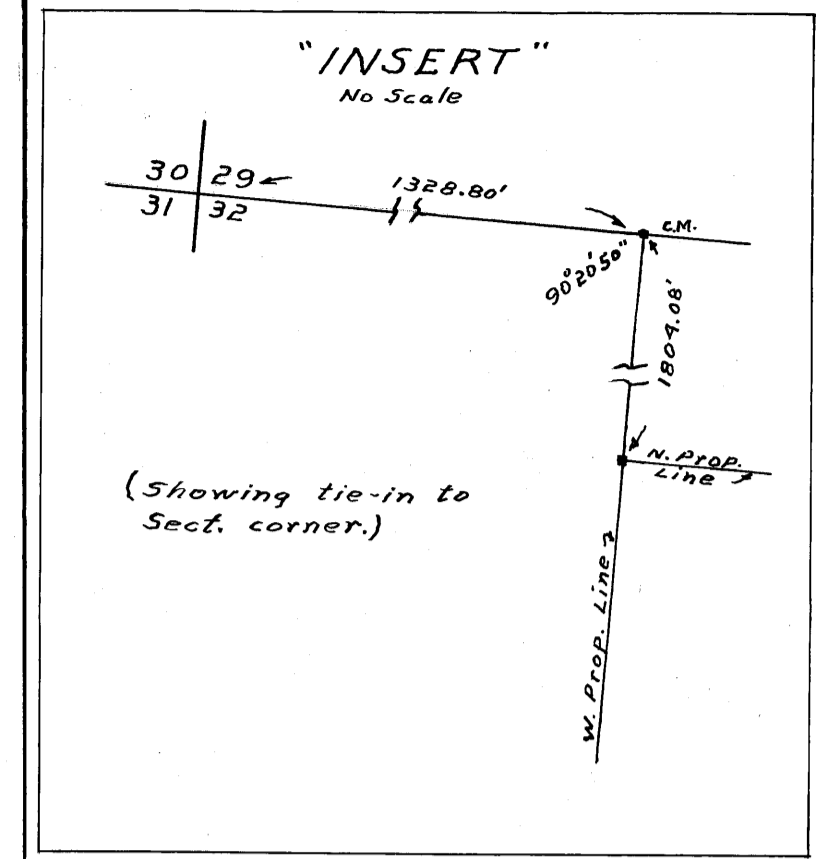 "INSERT"
No Scale
30 29
31 32
1328.80'
C.M.
90°20'50"
1804.08'
N. Prop.
Line
(Showing tie-in to
Sect. corner.)
W. Prop. Line